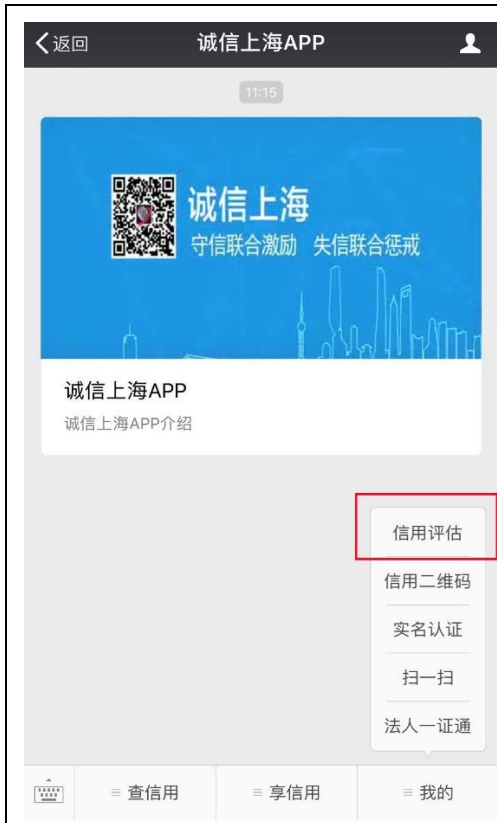 返回
诚信上海APP
11:15
诚信上海
守信联合激励 失信联合惩戒
诚信上海APP
诚信上海APP介绍
信用评估
信用二维码
实名认证
扫一扫
法人一证通
查信用
享信用
我的